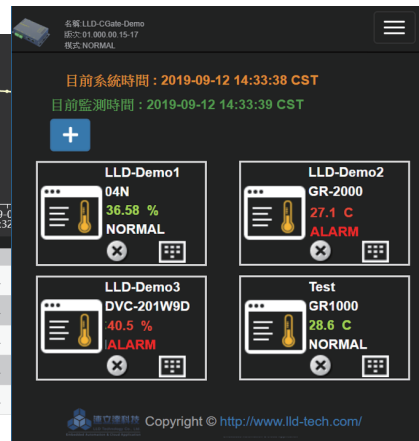 名稱:LLD-CGate-Demo
版次:01.000.00.15-17
模式:NORMAL
目前系統時間：2019-09-12 14:33:38 CST
目前監測時間：2019-09-12 14:33:39 CST
+
LLD-Demo1
04N
36.58 %
NORMAL
LLD-Demo2
GR-2000
27.1 C
ALARM
LLD-Demo3
DVC-201W9D
40.5 %
ALARM
Test
GR1000
28.6 C
NORMAL
Copyright © http://www.lld-tech.com/